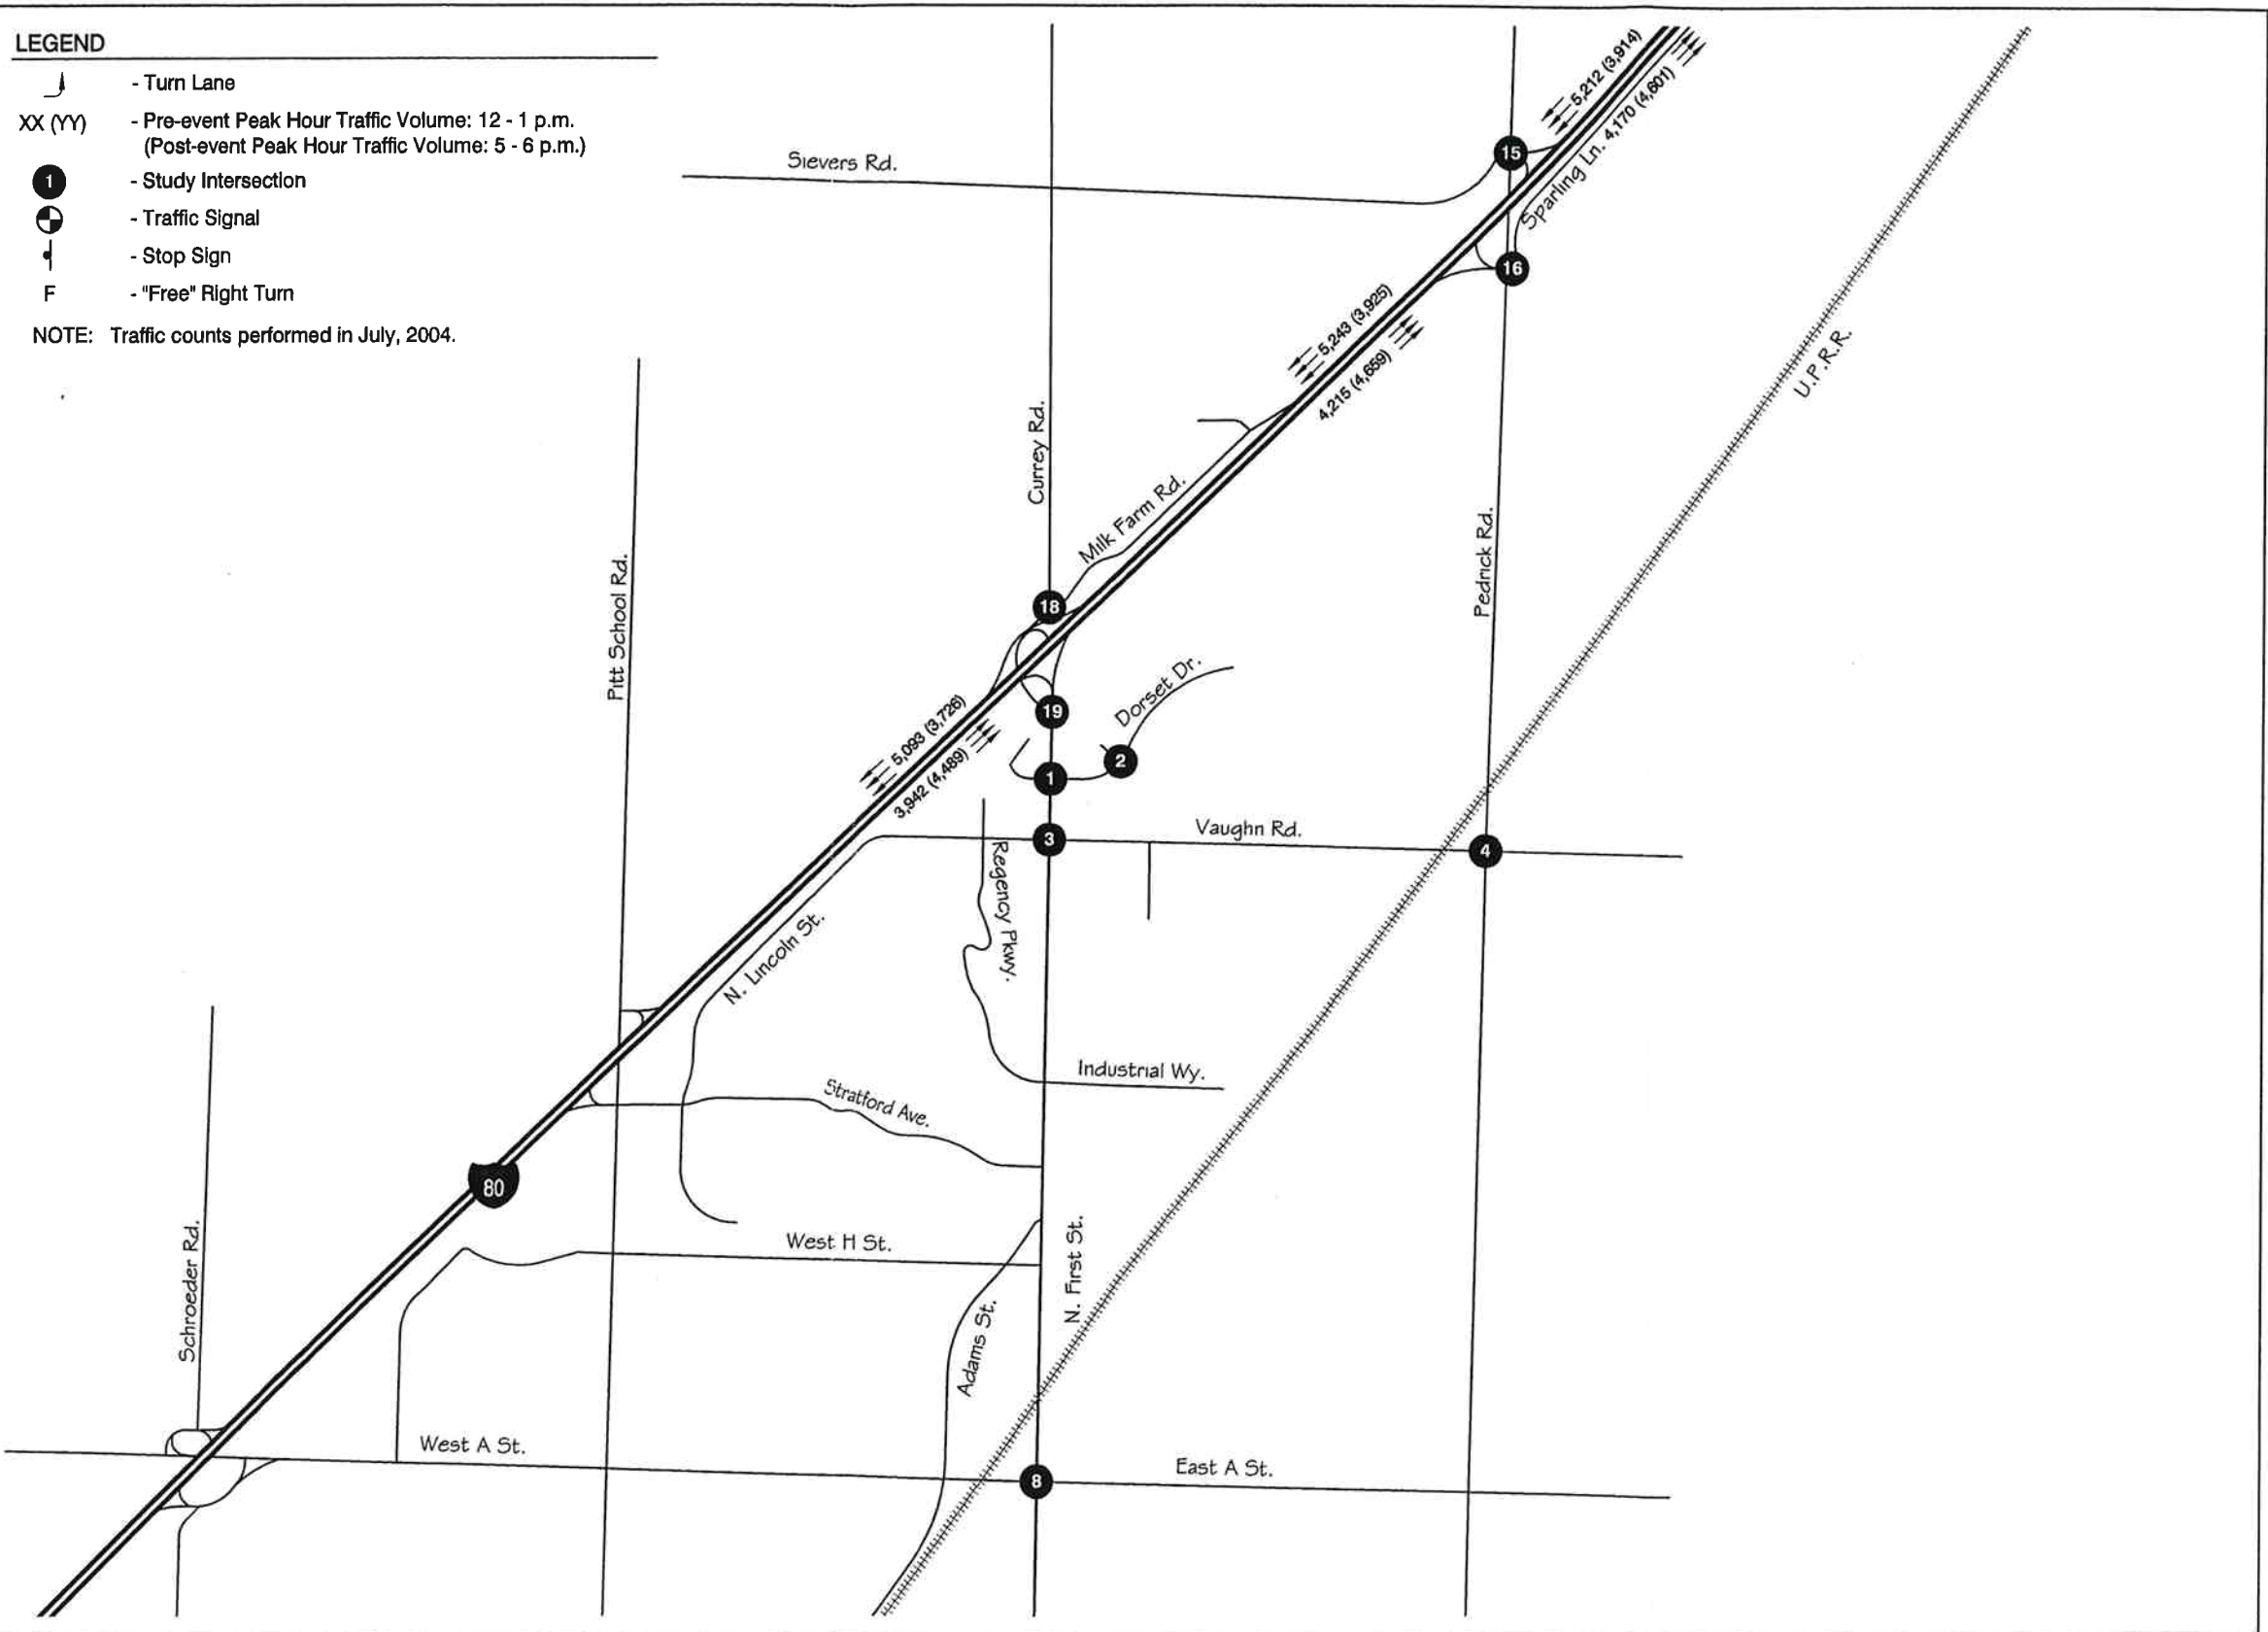 LEGEND
- Turn Lane
XX (YY) - Pre-event Peak Hour Traffic Volume: 12 - 1 p.m.
(Post-event Peak Hour Traffic Volume: 5 - 6 p.m.)
1 - Study Intersection
- Traffic Signal
- Stop Sign
F - "Free" Right Turn
NOTE: Traffic counts performed in July, 2004.
5,212 (3,914)
Sparling Ln. 4,170 (4,601)
15
Sievers Rd.
16
5,243 (3,925)
4,215 (4,659)
U.P.R.R.
Currey Rd.
Milk Farm Rd.
Pedrick Rd.
Pitt School Rd.
18
Dorset Dr.
19
5,093 (3,726)
3,942 (4,489)
2
1
3
Vaughn Rd.
4
Regency Pkwy.
N. Lincoln St.
Industrial Wy.
Stratford Ave.
80
Schroeder Rd.
West H St.
N. First St.
Adams St.
West A St.
East A St.
8